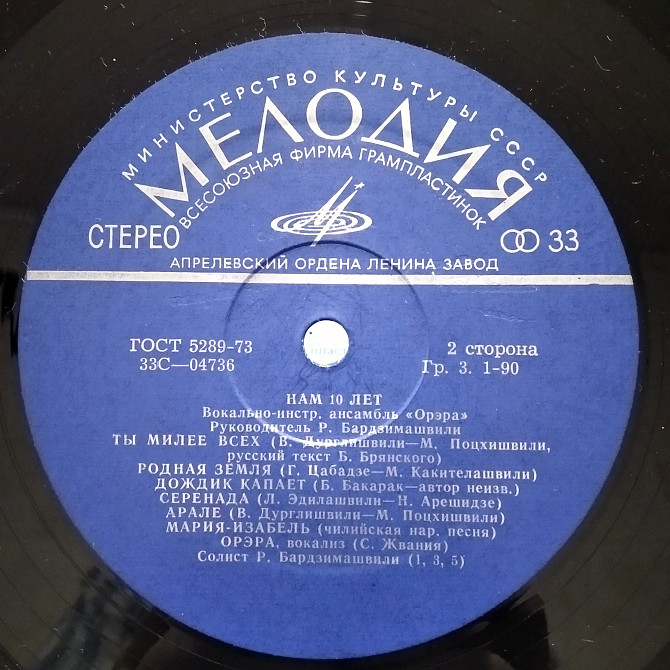 МИНИСТЕРСТВО КУЛЬТУРЫ СССР
МЕЛОДИЯ
ВСЕСОЮЗНАЯ ФИРМА ГРАМПЛАСТИНОК
СТЕРЕО
33
АПРЕЛЕВСКИЙ ОРДЕНА ЛЕНИНА ЗАВОД
ГОСТ 5289-73
2 сторона
33С—04736
Гр. 3. 1-90
НАМ 10 ЛЕТ
Вокально-инстр. ансамбль «Орэра»
Руководитель Р. Бардзимашвили
ТЫ МИЛЕЕ ВСЕХ (В. Дурглишвили—М. Поцхишвили,
русский текст Б. Брянского)
РОДНАЯ ЗЕМЛЯ (Г. Цабадзе—М. Какителашвили)
ДОЖДИК КАПАЕТ (Б. Бакарак—автор неизв.)
СЕРЕНАДА (Л. Эдилашвили—Н. Арешидзе)
АРАЛЕ (В. Дурглишвили—М. Поцхишвили)
МАРИЯ-ИЗАБЕЛЬ (чилийская нар. песня)
ОРЭРА, вокализ (С. Жвания)
Солист Р. Бардзимашвили (1, 3, 5)